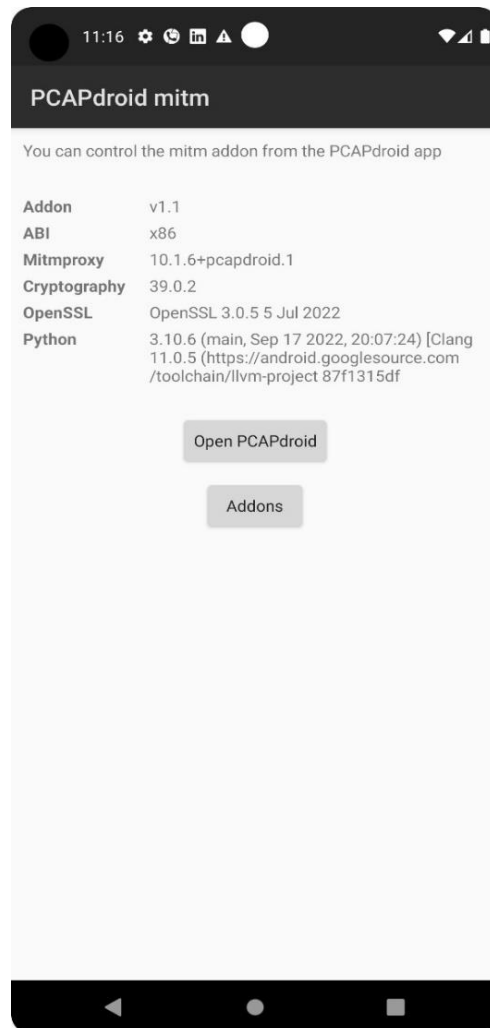 11:16
in
PCAPdroid mitm
You can control the mitm addon from the PCAPdroid app
Addon v1.1
ABI x86
Mitmproxy 10.1.6+pcapdroid.1
Cryptography 39.0.2
OpenSSL OpenSSL 3.0.5 5 Jul 2022
Python 3.10.6 (main, Sep 17 2022, 20:07:24) [Clang
11.0.5 (https://android.googlesource.com
/toolchain/llvm-project 87f1315df
Open PCAPdroid
Addons